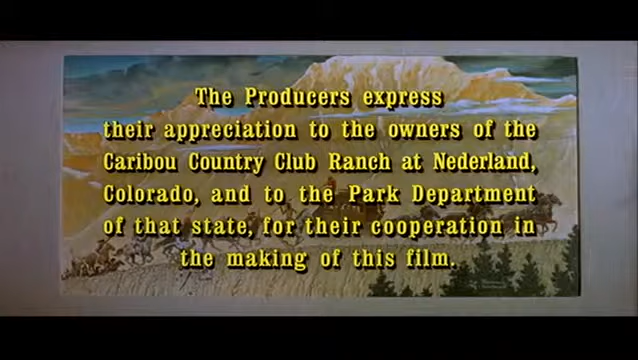 The Producers express
their appreciation to the owners of the
Caribou Country Club Ranch at Nederland,
Colorado, and to the Park Department
of that state, for their cooperation in
the making of this film.